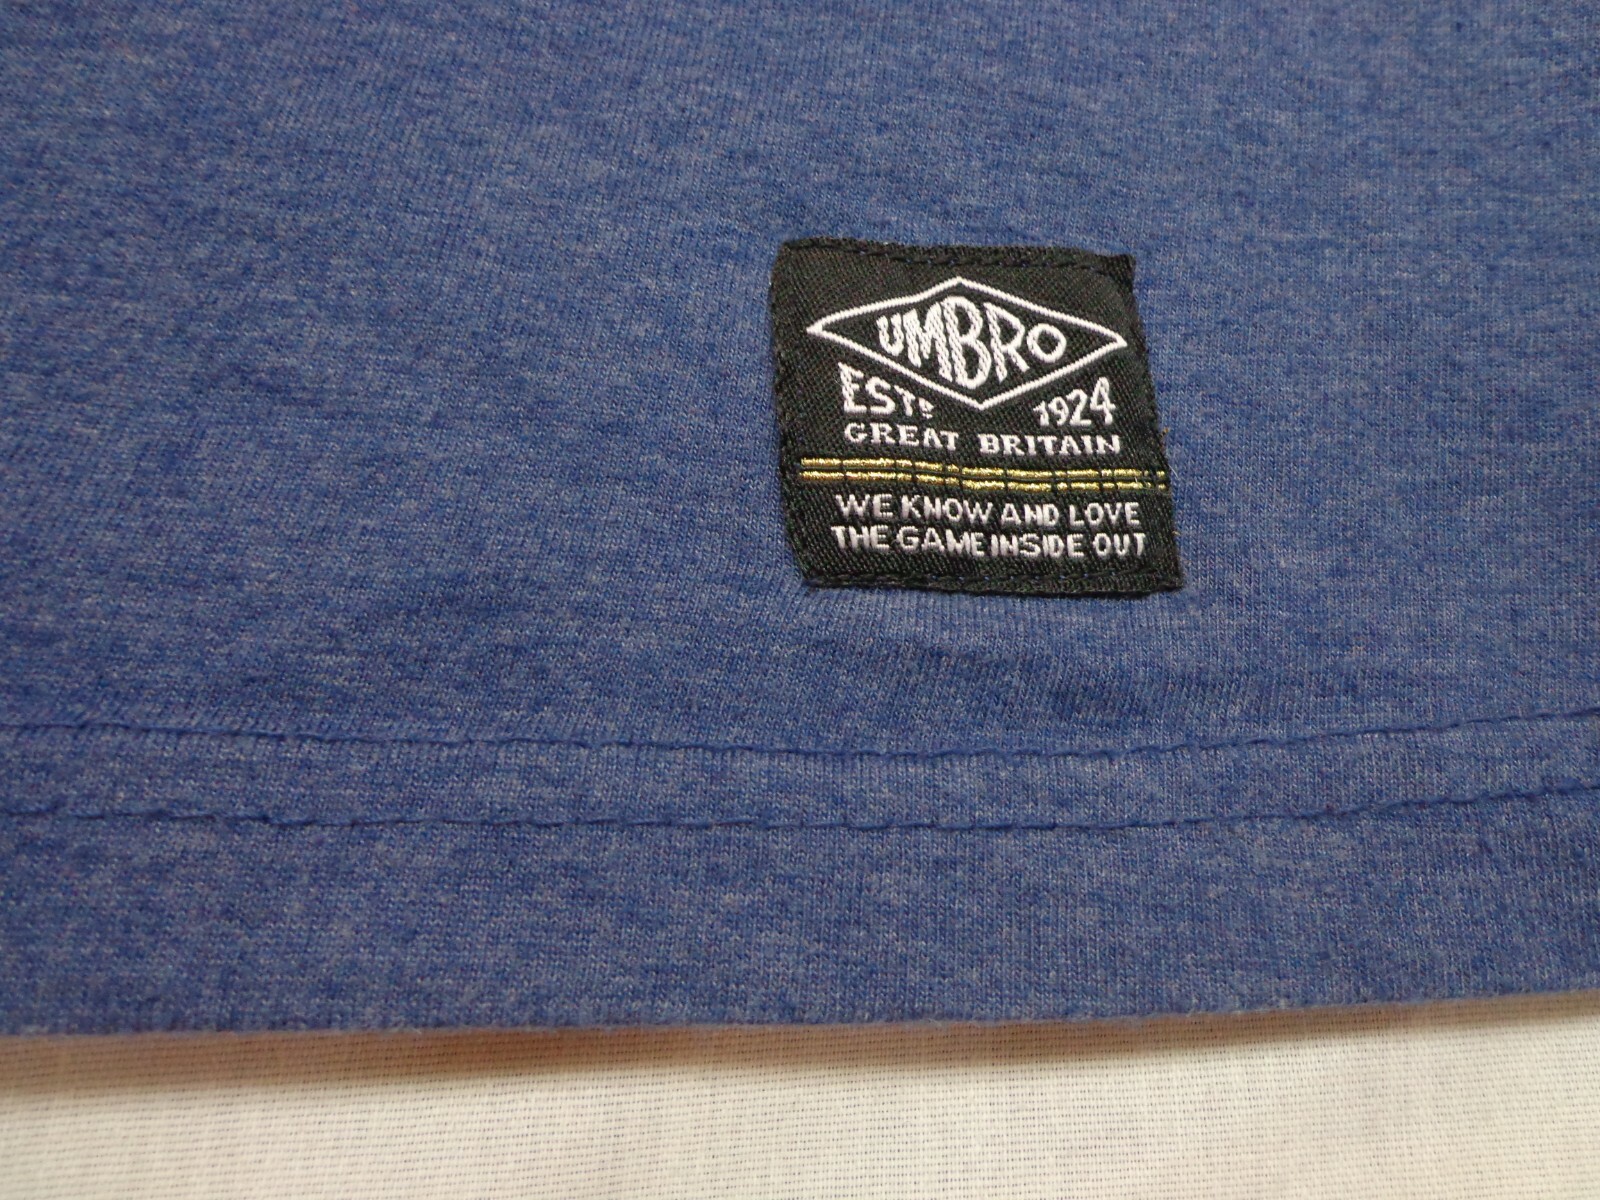 UMBRO
ESTD 1924
GREAT BRITAIN
WE KNOW AND LOVE
THE GAME INSIDE OUT